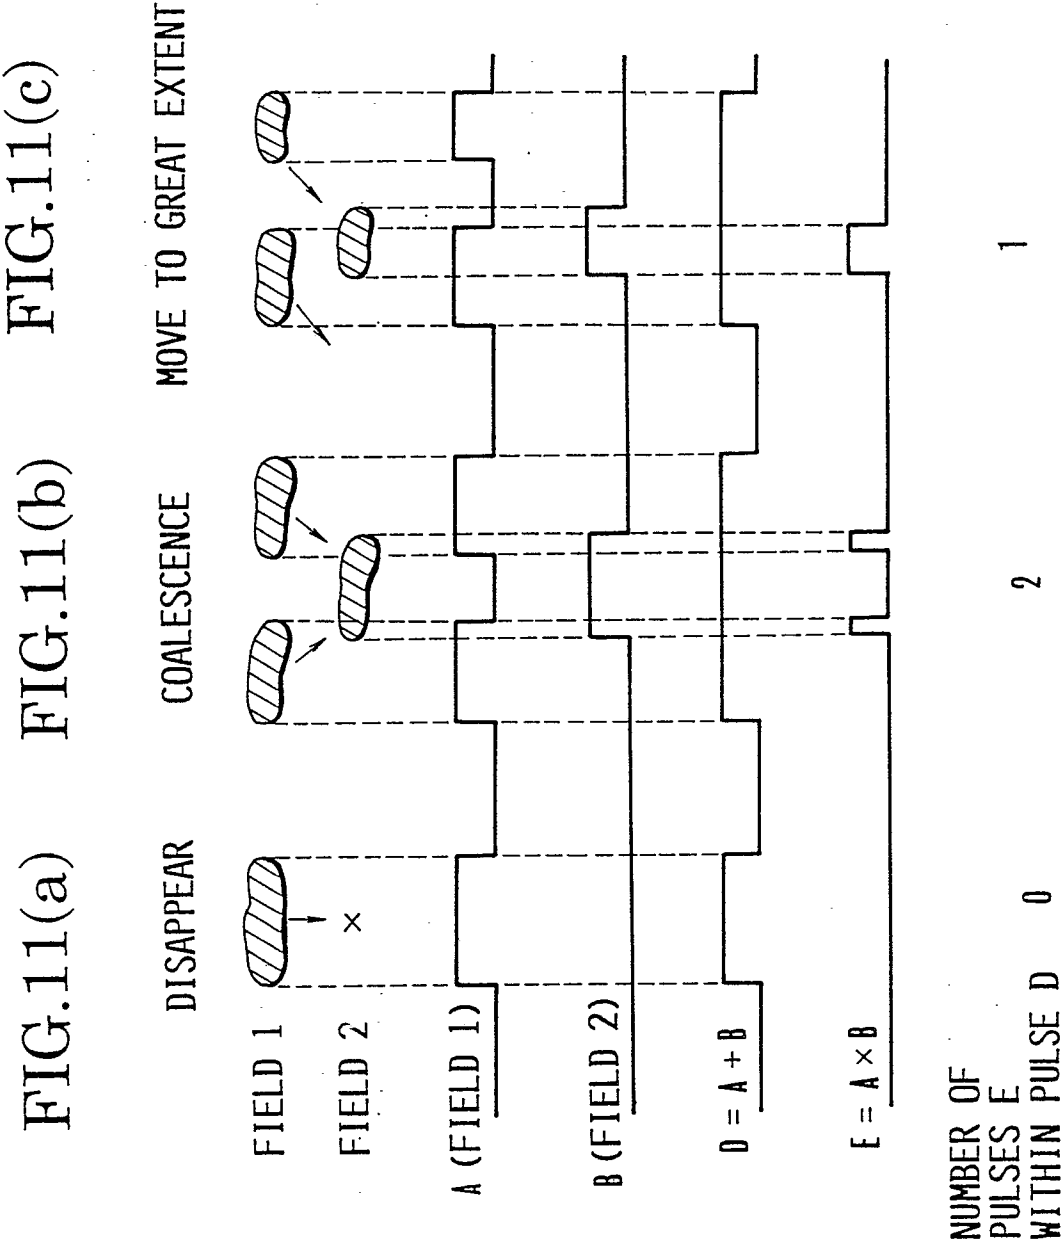 FIG.11(a) FIG.11(b) FIG.11(c)
DISAPPEAR COALESCENCE MOVE TO GREAT EXTENT
FIELD 1
FIELD 2
×
A (FIELD 1)
B (FIELD 2)
D = A + B
E = A × B
NUMBER OF
PULSES E
WITHIN PULSE D 0 2 1